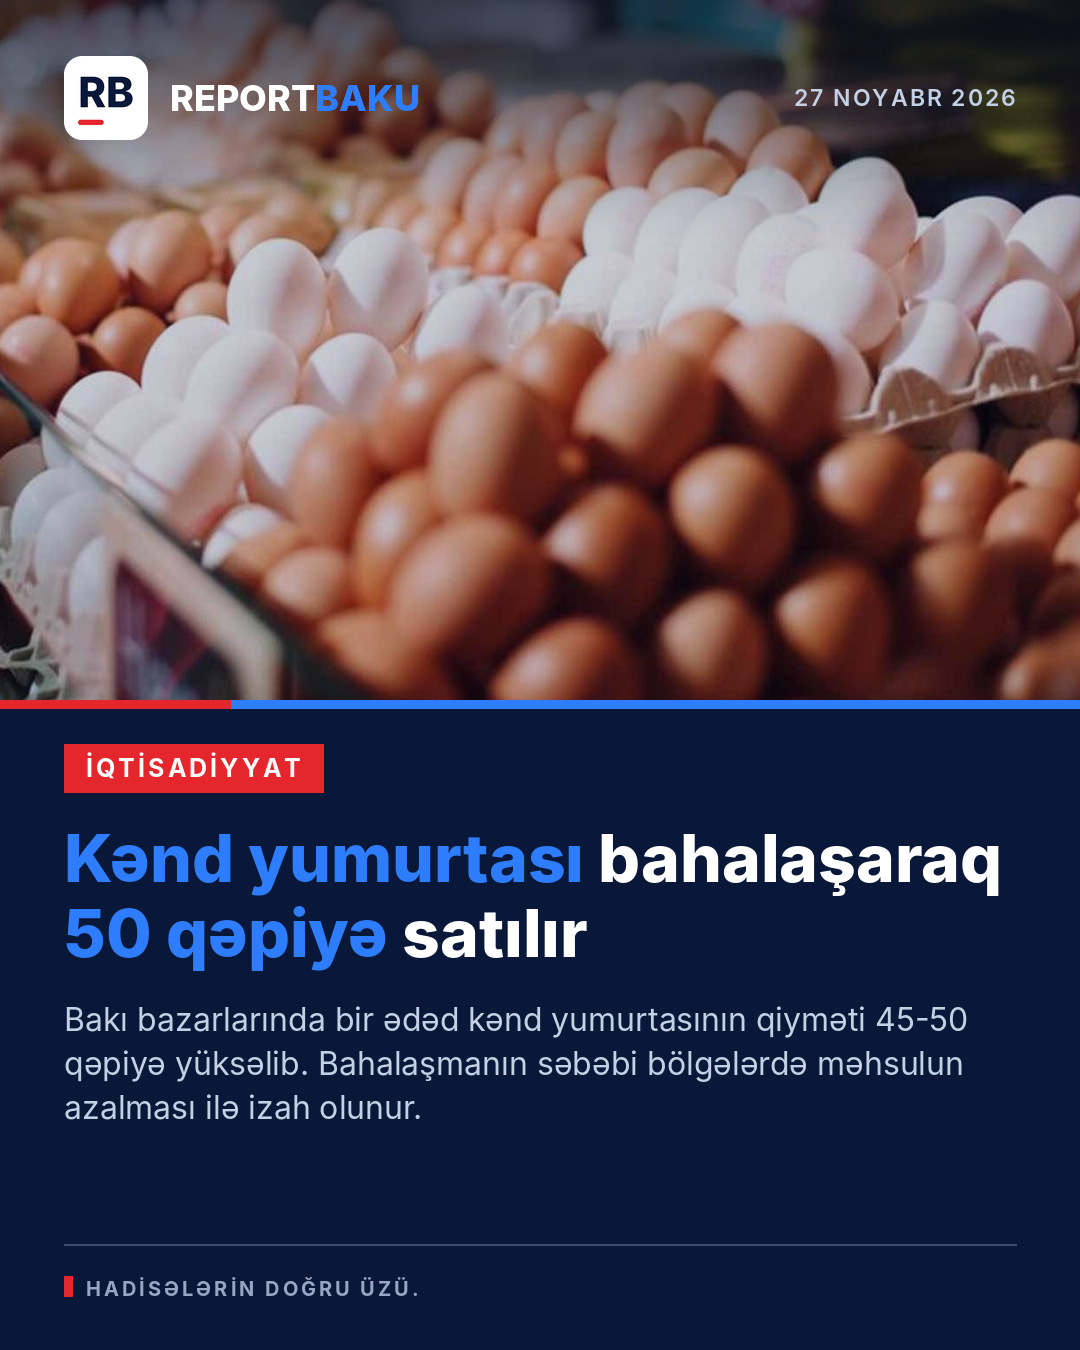 RB
REPORTBAKU
27 NOYABR 2026
İQTİSADİYYAT
Kənd yumurtası bahalaşaraq
50 qəpiyə satılır
Bakı bazarlarında bir ədəd kənd yumurtasının qiyməti 45-50
qəpiyə yüksəlib. Bahalaşmanın səbəbi bölgələrdə məhsulun
azalması ilə izah olunur.
HADİSƏLƏRİN DOĞRU ÜZÜ.